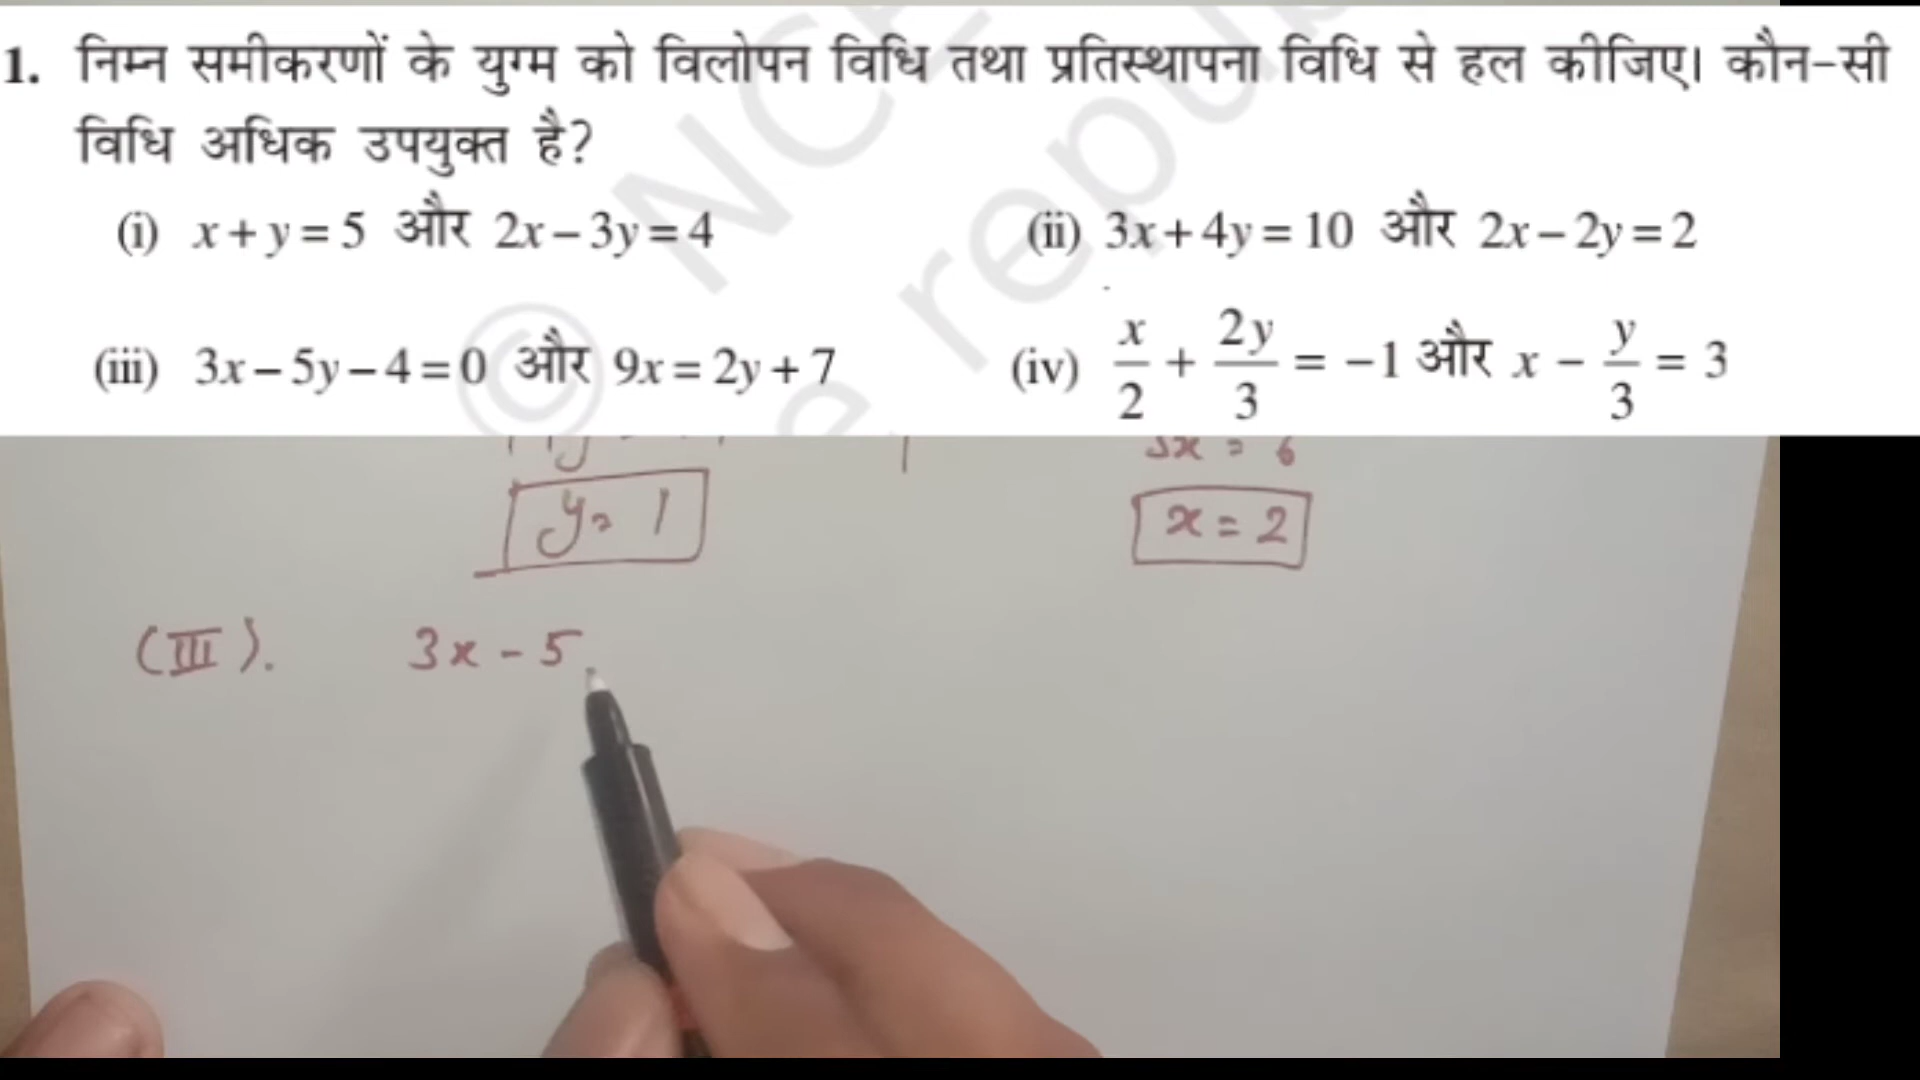 1. निम्न समीकरणों के युग्म को विलोपन विधि तथा प्रतिस्थापना विधि से हल कीजिए। कौन-सी
विधि अधिक उपयुक्त है?
(i) x + y = 5 और 2x – 3y = 4 (ii) 3x + 4y = 10 और 2x – 2y = 2
(iii) 3x – 5y – 4 = 0 और 9x = 2y + 7 (iv) x/2 + 2y/3 = –1 और x – y/3 = 3
3x = 6
y = 1 x = 2
(III). 3x - 5